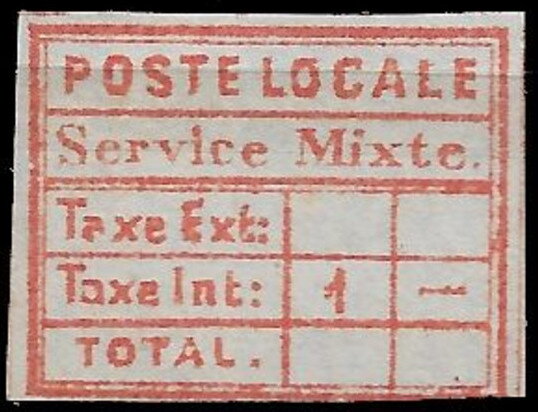 POSTE LOCALE
Service Mixte.
Taxe Ext:
Taxe Int: 1 —
TOTAL.